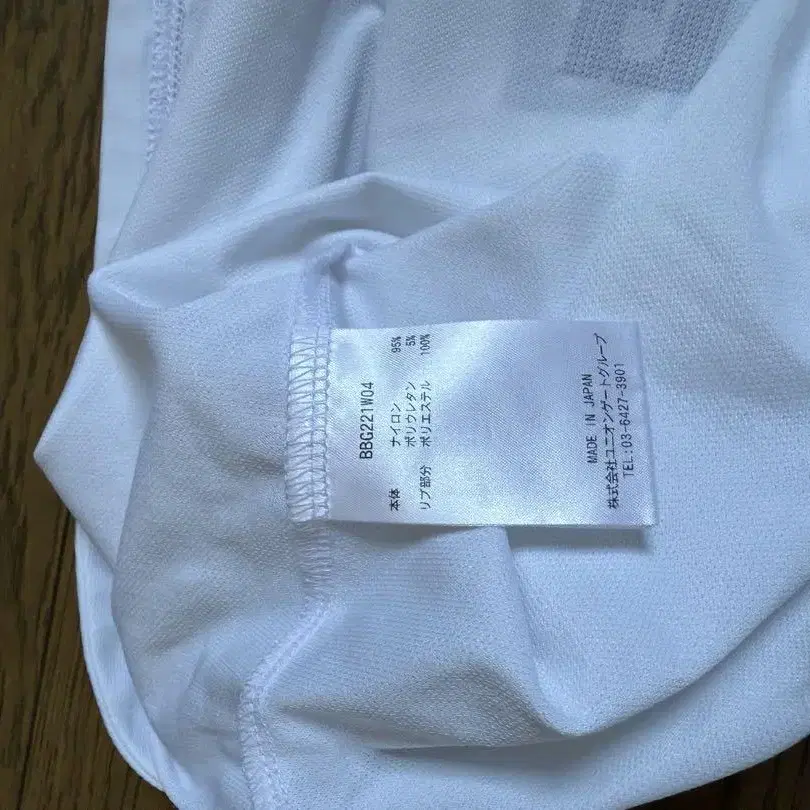 BBG221W04
本体 ナイロン 95%
ポリウレタン 5%
リブ部分 ポリエステル 100%
MADE IN JAPAN
株式会社ユニオンゲートグループ
TEL:03-6427-3901